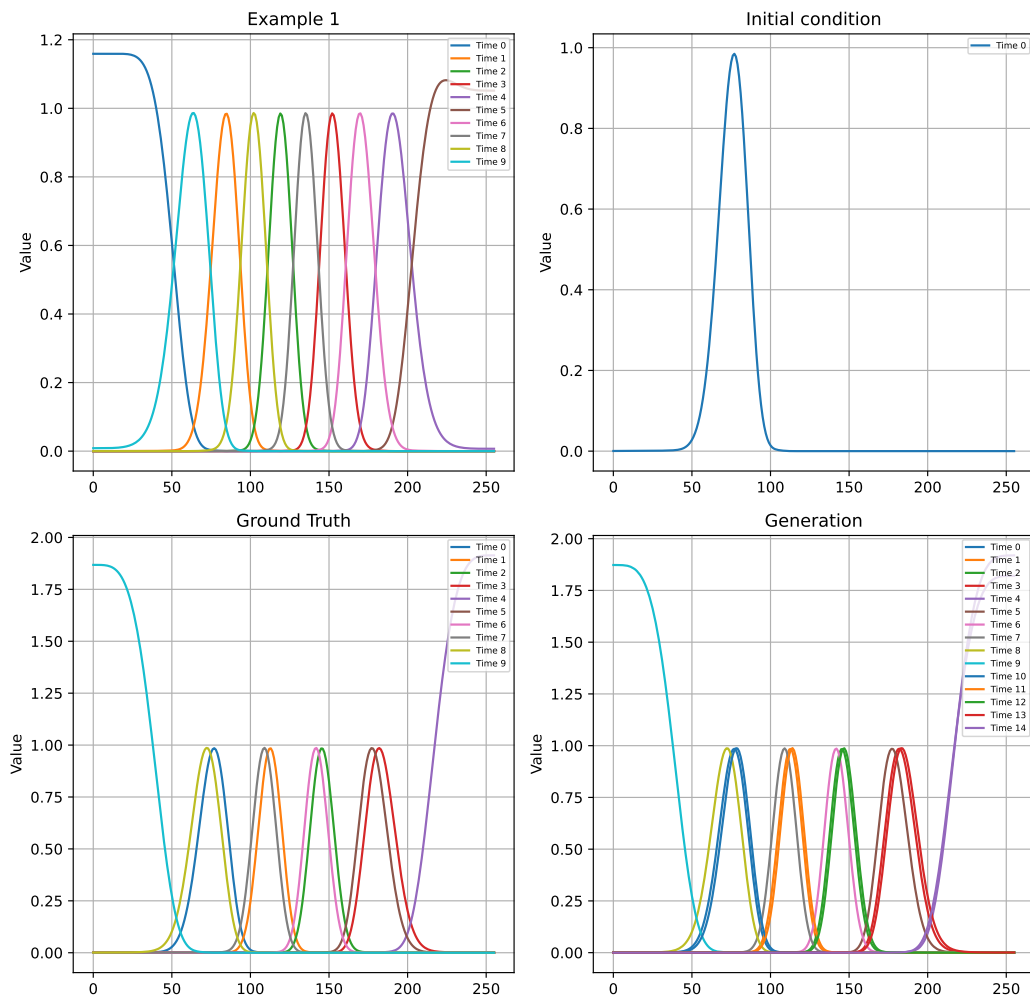 Example 1
Value
1.2
1.0
0.8
0.6
0.4
0.2
0.0
0 50 100 150 200 250
Time 0
Time 1
Time 2
Time 3
Time 4
Time 5
Time 6
Time 7
Time 8
Time 9
Initial condition
Value
1.0
0.8
0.6
0.4
0.2
0.0
0 50 100 150 200 250
Time 0
Ground Truth
Value
2.00
1.75
1.50
1.25
1.00
0.75
0.50
0.25
0.00
0 50 100 150 200 250
Time 0
Time 1
Time 2
Time 3
Time 4
Time 5
Time 6
Time 7
Time 8
Time 9
Generation
Value
2.00
1.75
1.50
1.25
1.00
0.75
0.50
0.25
0.00
0 50 100 150 200 250
Time 0
Time 1
Time 2
Time 3
Time 4
Time 5
Time 6
Time 7
Time 8
Time 9
Time 10
Time 11
Time 12
Time 13
Time 14